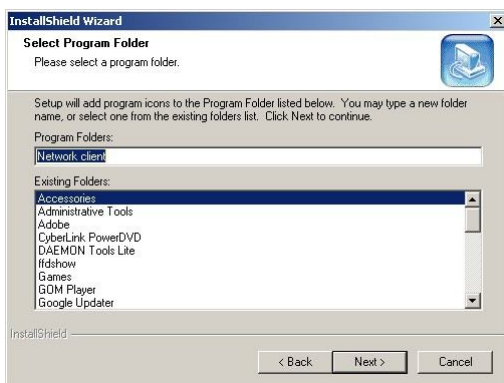 InstallShield Wizard
Select Program Folder
Please select a program folder.
Setup will add program icons to the Program Folder listed below. You may type a new folder
name, or select one from the existing folders list. Click Next to continue.
Program Folders:
Network client
Existing Folders:
Accessories
Administrative Tools
Adobe
CyberLink PowerDVD
DAEMON Tools Lite
ffdshow
Games
GOM Player
Google Updater
InstallShield
< Back
Next >
Cancel